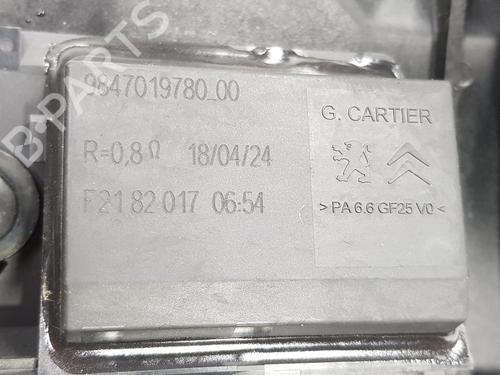 9847019780_00
R=0,8Ω 18/04/24
F21 82 017 06:54
G. CARTIER
>PA 6.6 GF25 V0<
B-PARTS